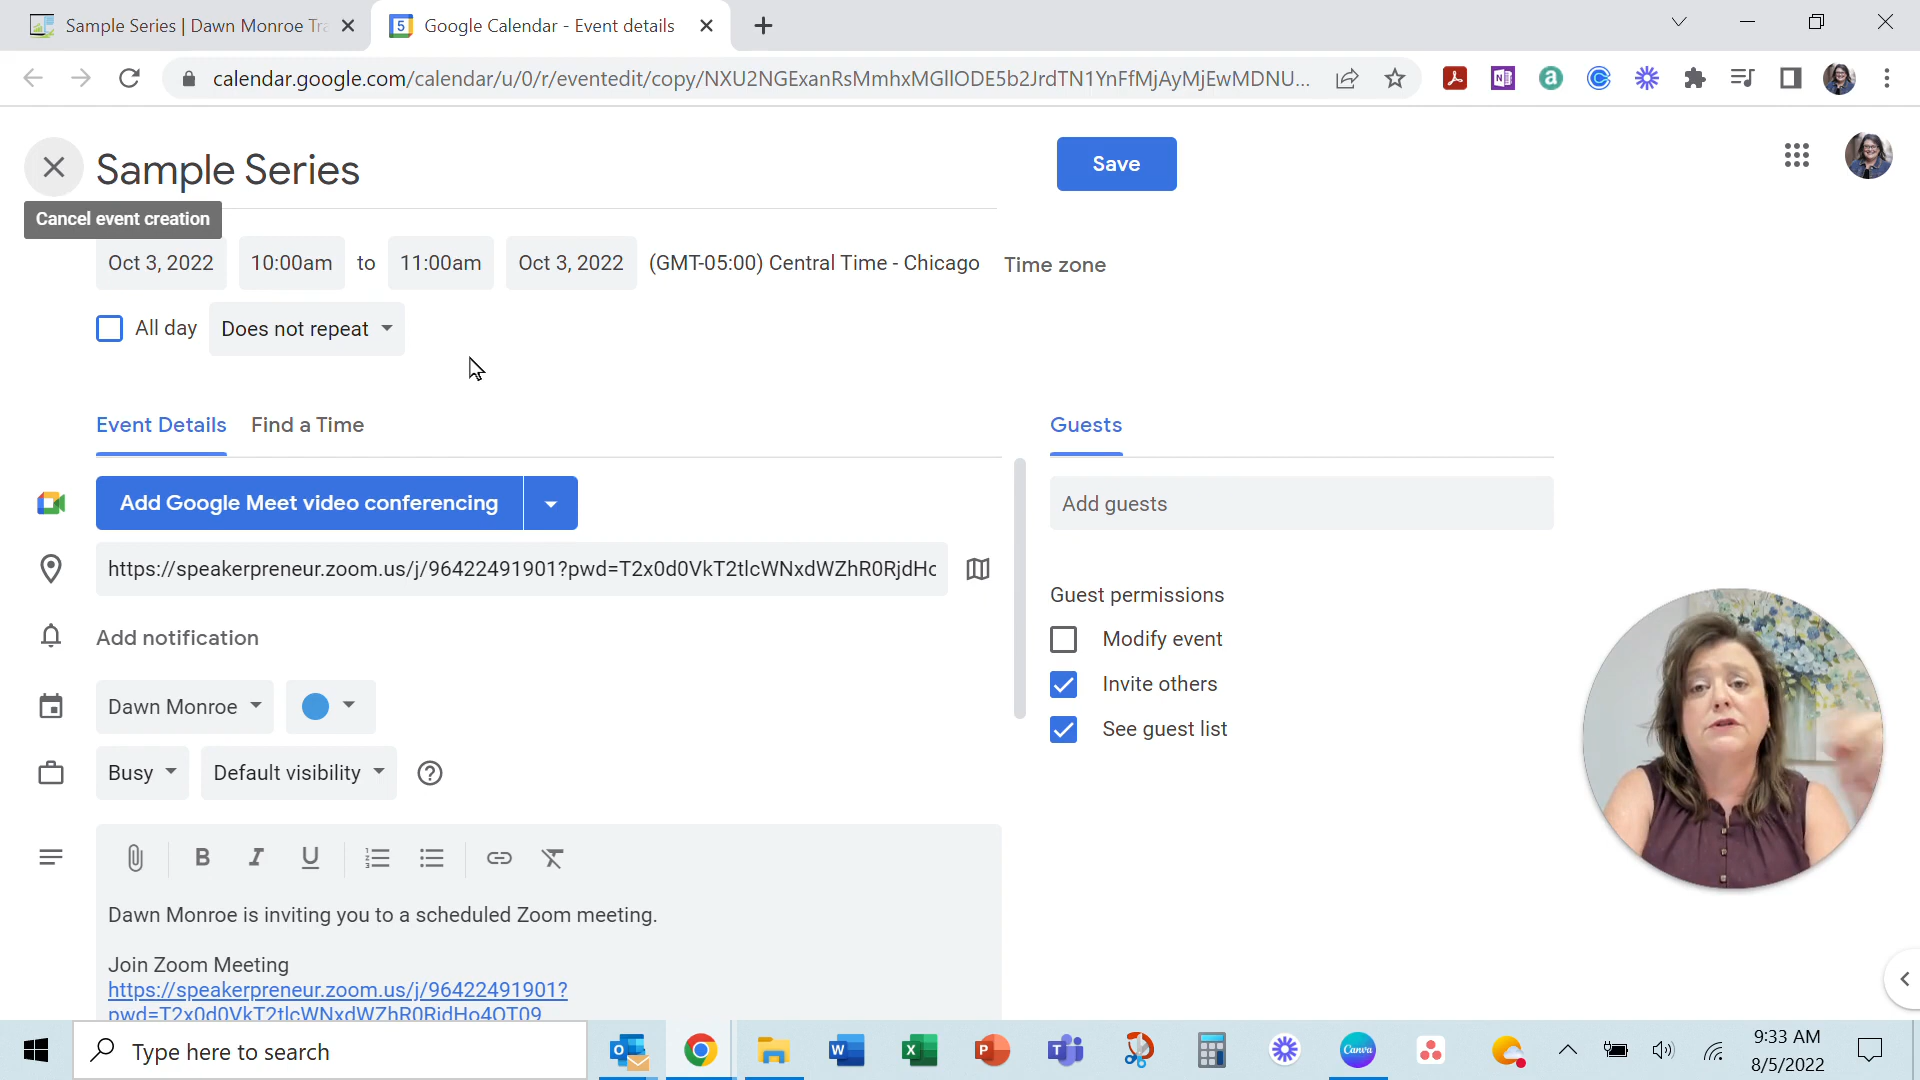 Sample Series | Dawn Monroe Tra
Google Calendar - Event details
calendar.google.com/calendar/u/0/r/eventedit/copy/NXU2NGExanRsMmhxMGllODE5b2JrdTN1YnFfMjAyMjEwMDNU...
Sample Series
Save
Cancel event creation
Oct 3, 2022 10:00am to 11:00am Oct 3, 2022 (GMT-05:00) Central Time - Chicago Time zone
All day Does not repeat
Event Details Find a Time
Guests
Add Google Meet video conferencing
Add guests
https://speakerpreneur.zoom.us/j/96422491901?pwd=T2x0d0VkT2tlcWNxdWZhR0RjdHo
Guest permissions
Add notification
Modify event
Invite others
Dawn Monroe
See guest list
Busy Default visibility
B I U
Dawn Monroe is inviting you to a scheduled Zoom meeting.
Join Zoom Meeting
https://speakerpreneur.zoom.us/j/96422491901?
pwd=T2x0d0VkT2tlcWNxdWZhR0RjdHo4QT09
Type here to search
Canva
9:33 AM
8/5/2022